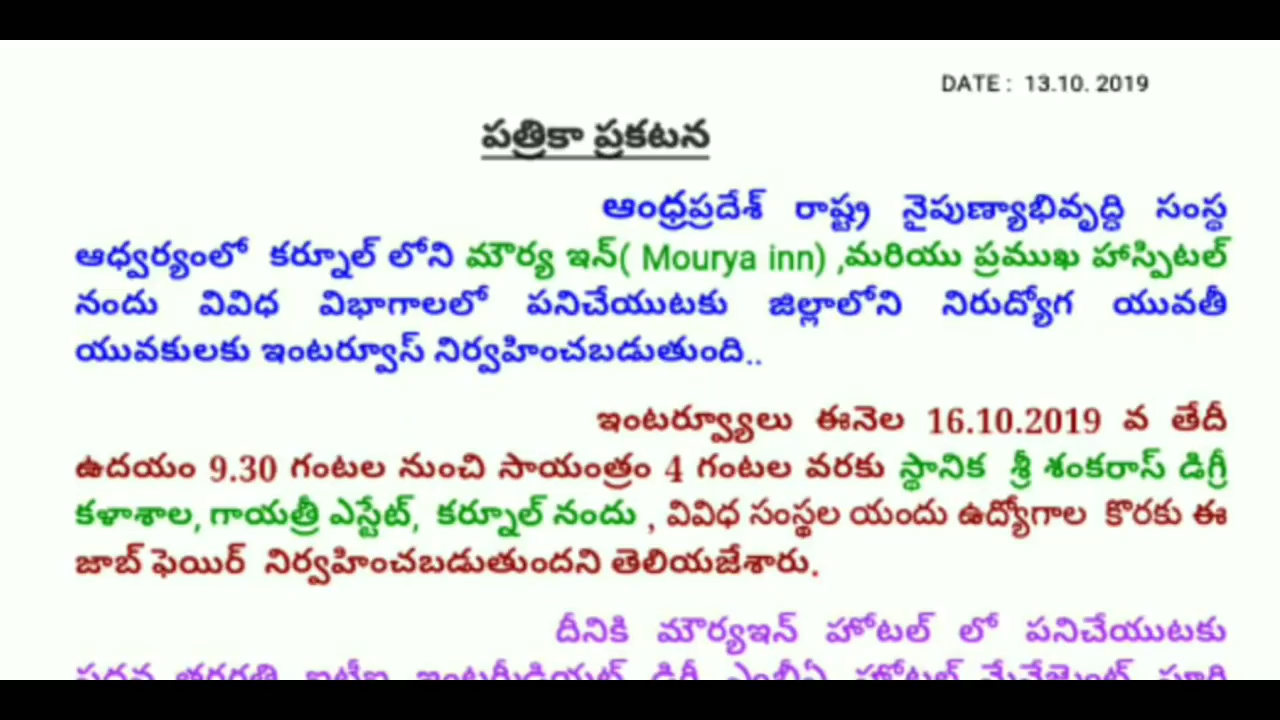 DATE : 13.10. 2019
పత్రికా ప్రకటన
ఆంధ్రప్రదేశ్ రాష్ట్ర నైపుణ్యాభివృద్ధి సంస్థ
ఆధ్వర్యంలో కర్నూల్ లోని మౌర్య ఇన్( Mourya inn) ,మరియు ప్రముఖ హాస్పిటల్
నందు వివిధ విభాగాలలో పనిచేయుటకు జిల్లాలోని నిరుద్యోగ యువతీ
యువకులకు ఇంటర్వూస్ నిర్వహించబడుతుంది..
ఇంటర్వ్యూలు ఈనెల 16.10.2019 వ తేదీ
ఉదయం 9.30 గంటల నుంచి సాయంత్రం 4 గంటల వరకు స్థానిక శ్రీ శంకరాస్ డిగ్రీ
కళాశాల, గాయత్రీ ఎస్టేట్, కర్నూల్ నందు , వివిధ సంస్థల యందు ఉద్యోగాల కొరకు ఈ
జాబ్ ఫెయిర్ నిర్వహించబడుతుందని తెలియజేశారు.
దీనికి మౌర్యఇన్ హోటల్ లో పనిచేయుటకు